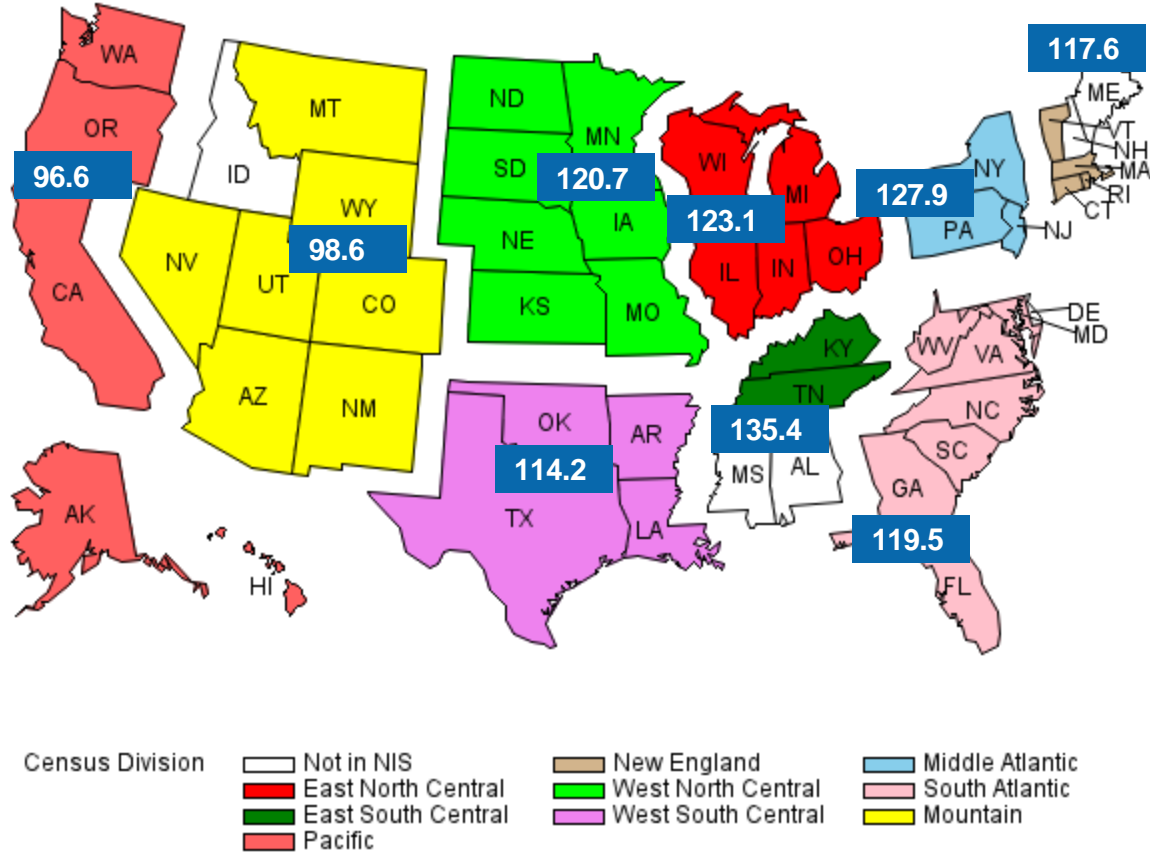 117.6
WA
ME
MT
ND
OR
MN
VT
NH
WI
ID
SD
NY
MA
96.6
120.7
MI
127.9
RI
WY
CT
123.1
IA
PA
NJ
NE
98.6
NV
OH
UT
IL
IN
CA
CO
KS
MO
DE
MD
KY
WV
VA
TN
AZ
NM
NC
OK
AR
135.4
SC
114.2
MS
AL
GA
AK
TX
LA
119.5
HI
FL
Census Division
Not in NIS
New England
Middle Atlantic
East North Central
West North Central
South Atlantic
East South Central
West South Central
Mountain
Pacific